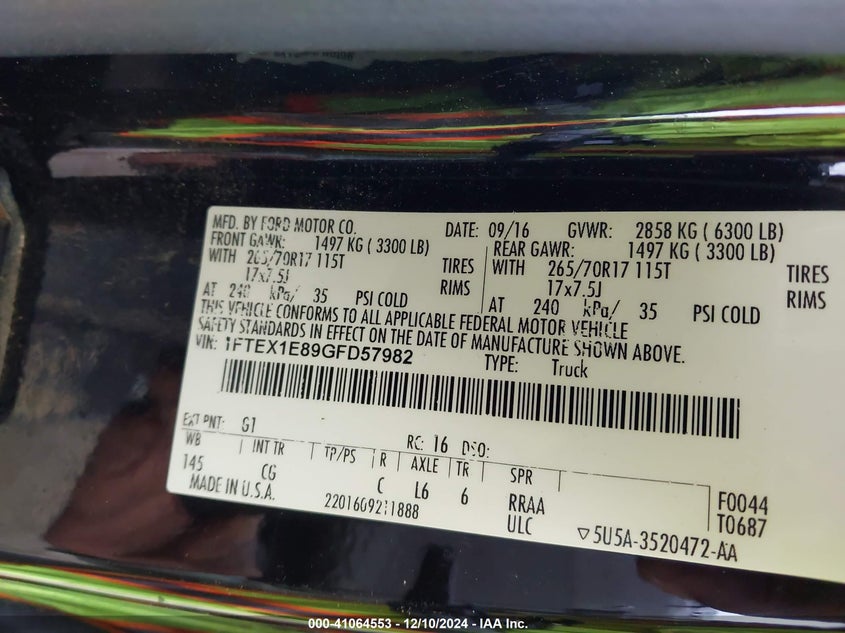 MFD. BY FORD MOTOR CO. DATE: 09/16 GVWR: 2858 KG ( 6300 LB)
FRONT GAWR: 1497 KG ( 3300 LB) REAR GAWR: 1497 KG ( 3300 LB)
WITH 265/70R17 115T TIRES WITH 265/70R17 115T TIRES
17x7.5J RIMS 17x7.5J RIMS
AT 240 kPa/ 35 PSI COLD AT 240 kPa/ 35 PSI COLD
THIS VEHICLE CONFORMS TO ALL APPLICABLE FEDERAL MOTOR VEHICLE
SAFETY STANDARDS IN EFFECT ON THE DATE OF MANUFACTURE SHOWN ABOVE.
VIN: 1FTEX1E89GFD57982 TYPE: Truck
EXT PNT: G1 RC: 16 DSO:
WB INT TR TP/PS R AXLE TR SPR
145 CG C L6 6 RRAA F0044
MADE IN U.S.A. 2201609211888 ULC T0687
▽5U5A-3520472-AA
000-41064553 - 12/10/2024 - IAA Inc.